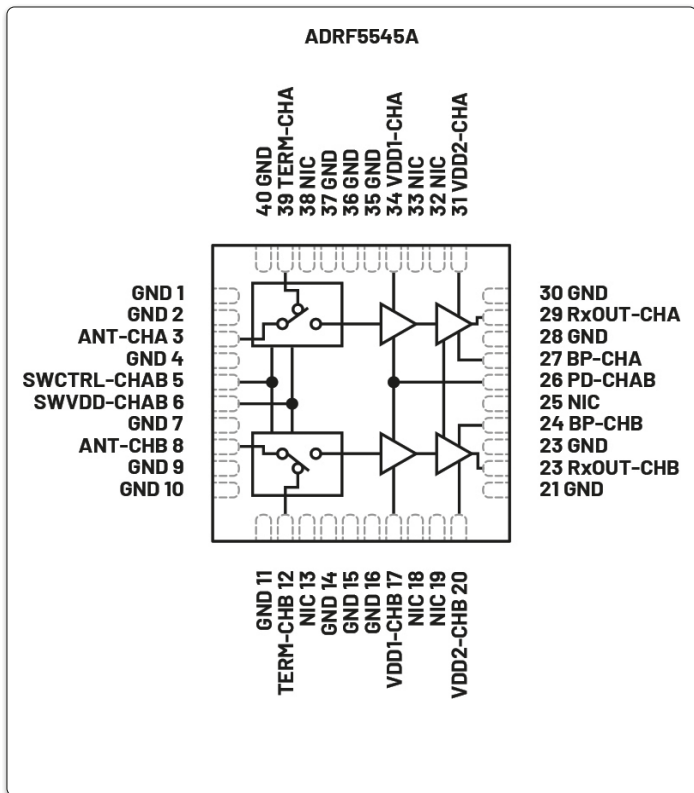 ADRF5545A
40 GND
39 TERM-CHA
38 NIC
37 GND
36 GND
35 GND
34 VDD1-CHA
33 NIC
32 NIC
31 VDD2-CHA
GND 1
GND 2
ANT-CHA 3
GND 4
SWCTRL-CHAB 5
SWVDD-CHAB 6
GND 7
ANT-CHB 8
GND 9
GND 10
30 GND
29 RxOUT-CHA
28 GND
27 BP-CHA
26 PD-CHAB
25 NIC
24 BP-CHB
23 GND
23 RxOUT-CHB
21 GND
GND 11
TERM-CHB 12
NIC 13
GND 14
GND 15
GND 16
VDD1-CHB 17
NIC 18
NIC 19
VDD2-CHB 20